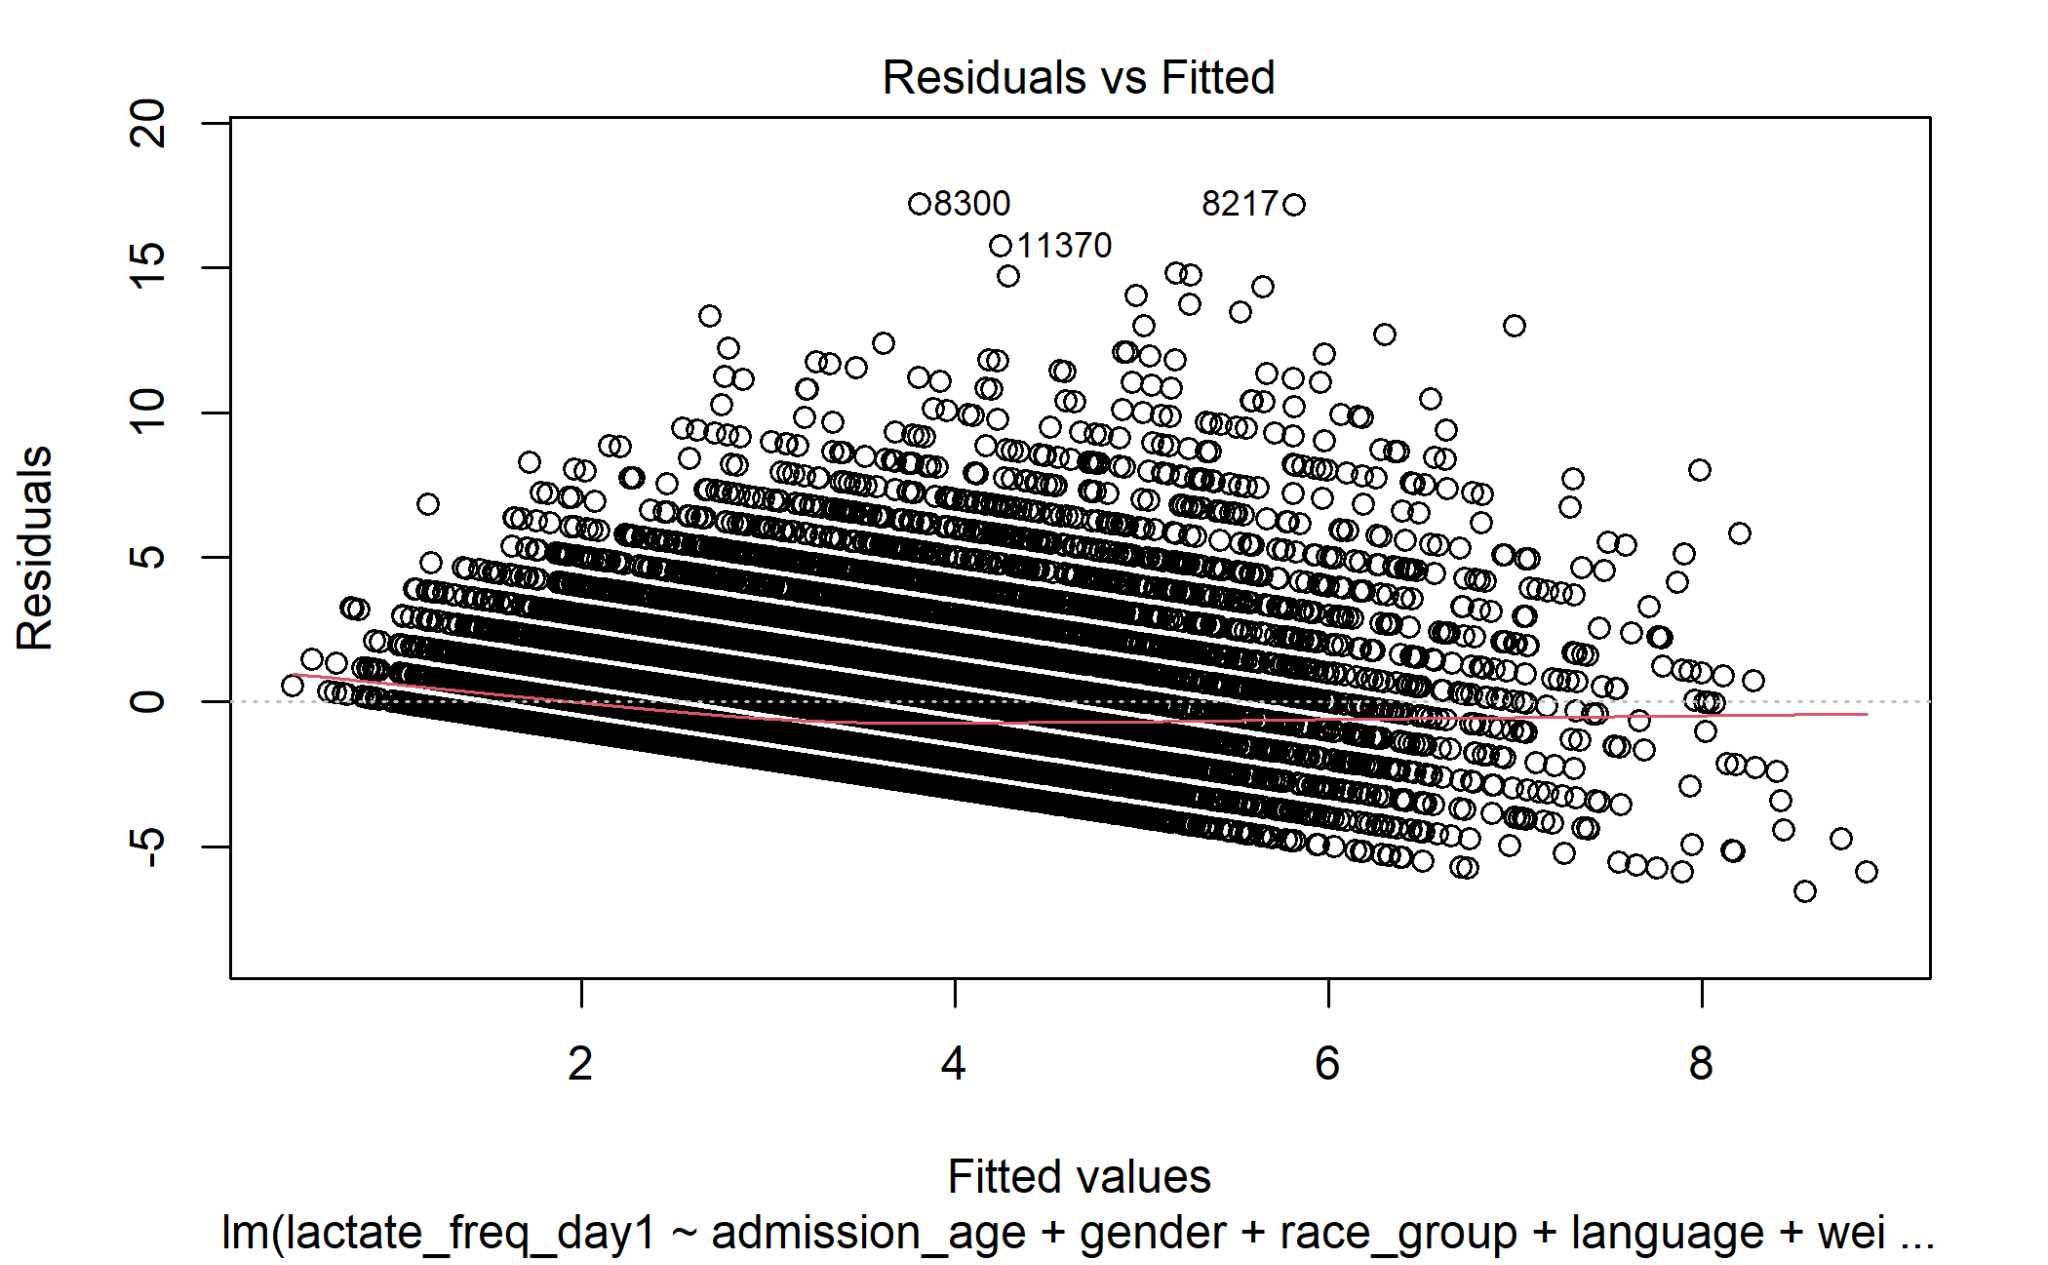 Residuals vs Fitted
20
15
10
5
0
-5
Residuals
8300
8217
11370
2 4 6 8
Fitted values
lm(lactate_freq_day1 ~ admission_age + gender + race_group + language + wei ...